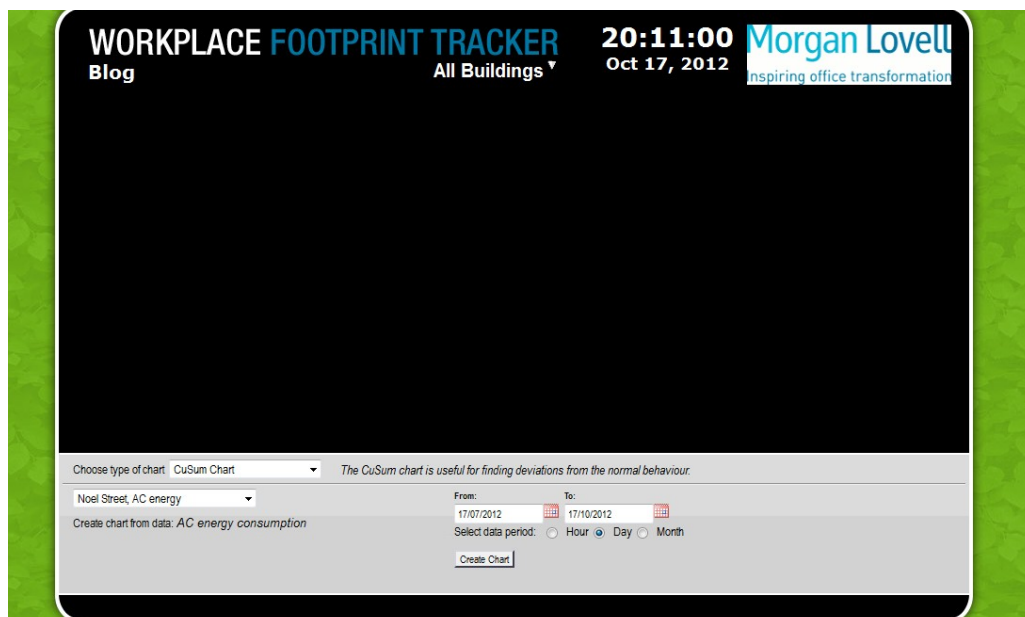 WORKPLACE FOOTPRINT TRACKER
20:11:00
Morgan Lovell
Blog
All Buildings
Oct 17, 2012
Inspiring office transformation
Choose type of chart CuSum Chart The CuSum chart is useful for finding deviations from the normal behaviour.
Noel Street, AC energy
From: To:
17/07/2012 17/10/2012
Create chart from data: AC energy consumption
Select data period: Hour Day Month
Create Chart